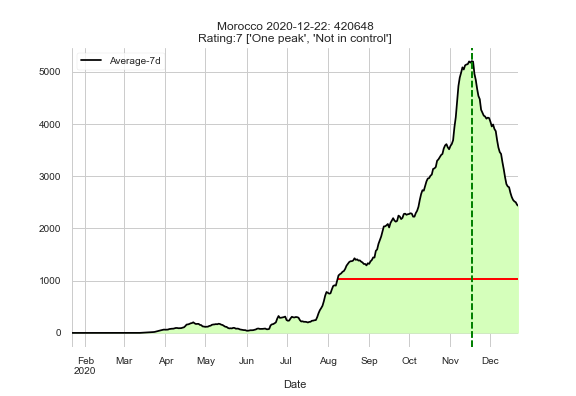 Morocco 2020-12-22: 420648
Rating:7 ['One peak', 'Not in control']
Average-7d
5000
4000
3000
2000
1000
0
Feb Mar Apr May Jun Jul Aug Sep Oct Nov Dec
2020
Date